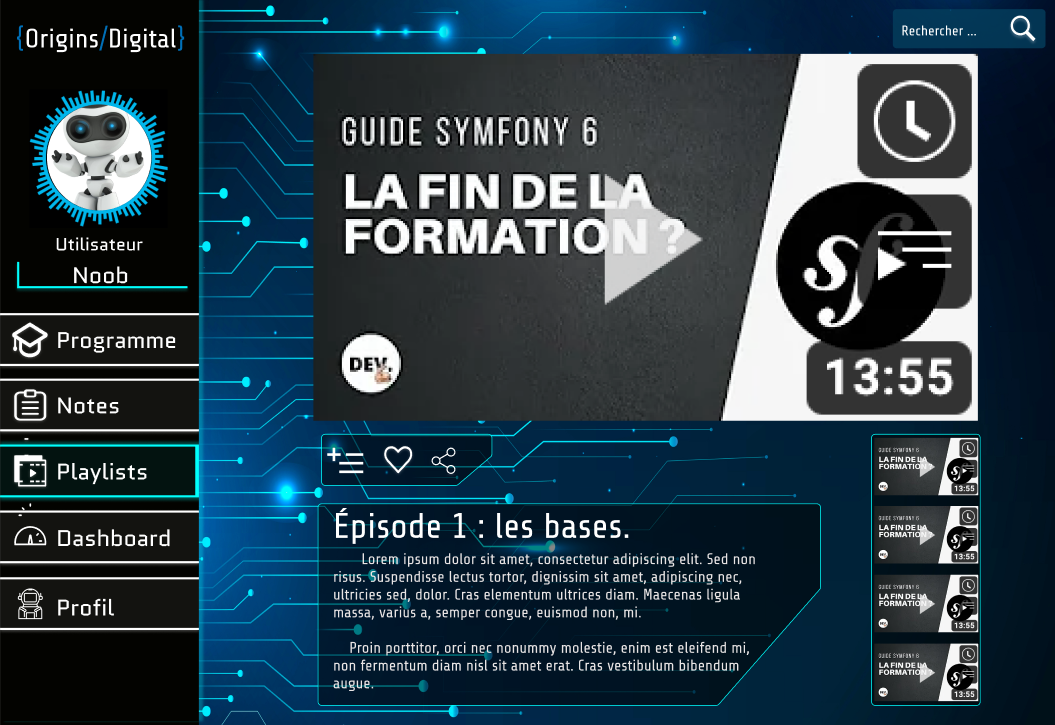 {Origins/Digital}
Rechercher ...
Utilisateur
Noob
Programme
Notes
Playlists
Dashboard
Profil
GUIDE SYMFONY 6
LA FIN DE LA
FORMATION ?
DEV.
sf
13:55
Épisode 1 : les bases.
Lorem ipsum dolor sit amet, consectetur adipiscing elit. Sed non
risus. Suspendisse lectus tortor, dignissim sit amet, adipiscing nec,
ultricies sed, dolor. Cras elementum ultrices diam. Maecenas ligula
massa, varius a, semper congue, euismod non, mi.
Proin porttitor, orci nec nonummy molestie, enim est eleifend mi,
non fermentum diam nisl sit amet erat. Cras vestibulum bibendum
augue.
GUIDE SYMFONY 6
LA FIN DE LA
FORMATION ?
13:55
GUIDE SYMFONY 6
LA FIN DE LA
FORMATION ?
13:55
GUIDE SYMFONY 6
LA FIN DE LA
FORMATION ?
13:55
GUIDE SYMFONY 6
LA FIN DE LA
FORMATION ?
13:55